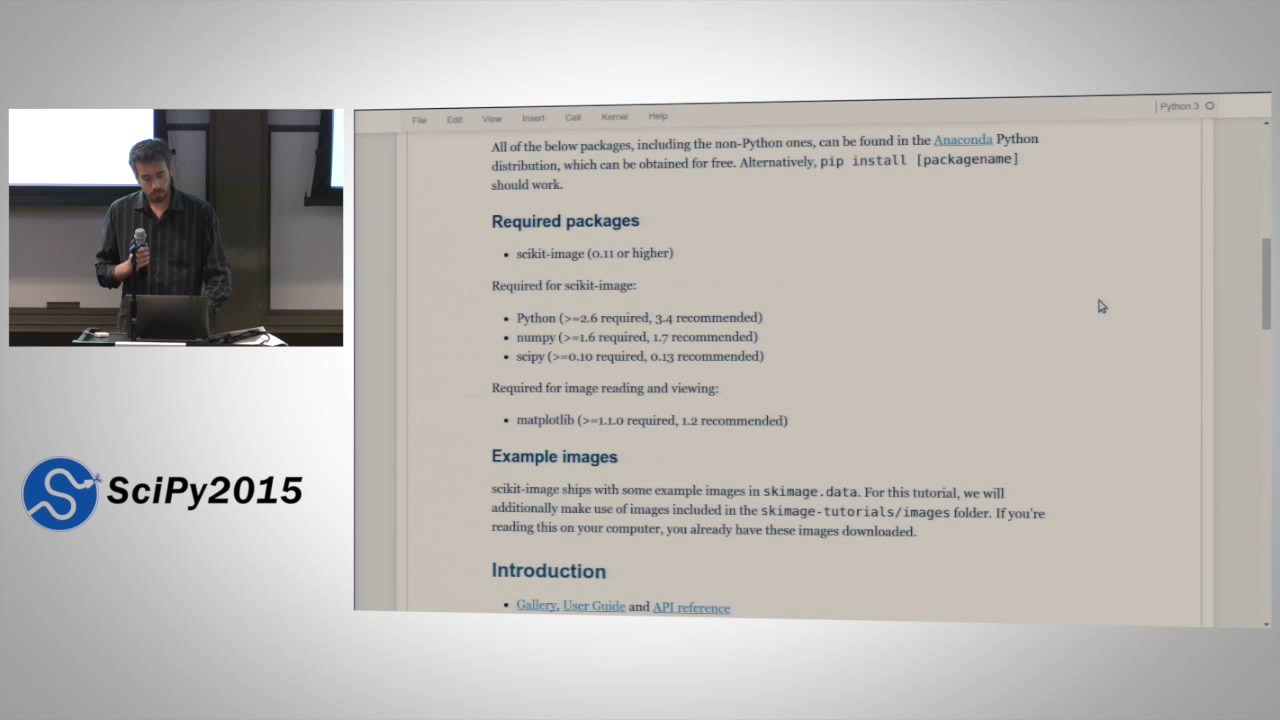 File Edit View Insert Cell Kernel Help
Python 3
All of the below packages, including the non-Python ones, can be found in the Anaconda Python
distribution, which can be obtained for free. Alternatively, pip install [packagename]
should work.
Required packages
• scikit-image (0.11 or higher)
Required for scikit-image:
• Python (>=2.6 required, 3.4 recommended)
• numpy (>=1.6 required, 1.7 recommended)
• scipy (>=0.10 required, 0.13 recommended)
Required for image reading and viewing:
• matplotlib (>=1.1.0 required, 1.2 recommended)
Example images
scikit-image ships with some example images in skimage.data. For this tutorial, we will
additionally make use of images included in the skimage-tutorials/images folder. If you're
reading this on your computer, you already have these images downloaded.
Introduction
• Gallery, User Guide and API reference
SciPy2015